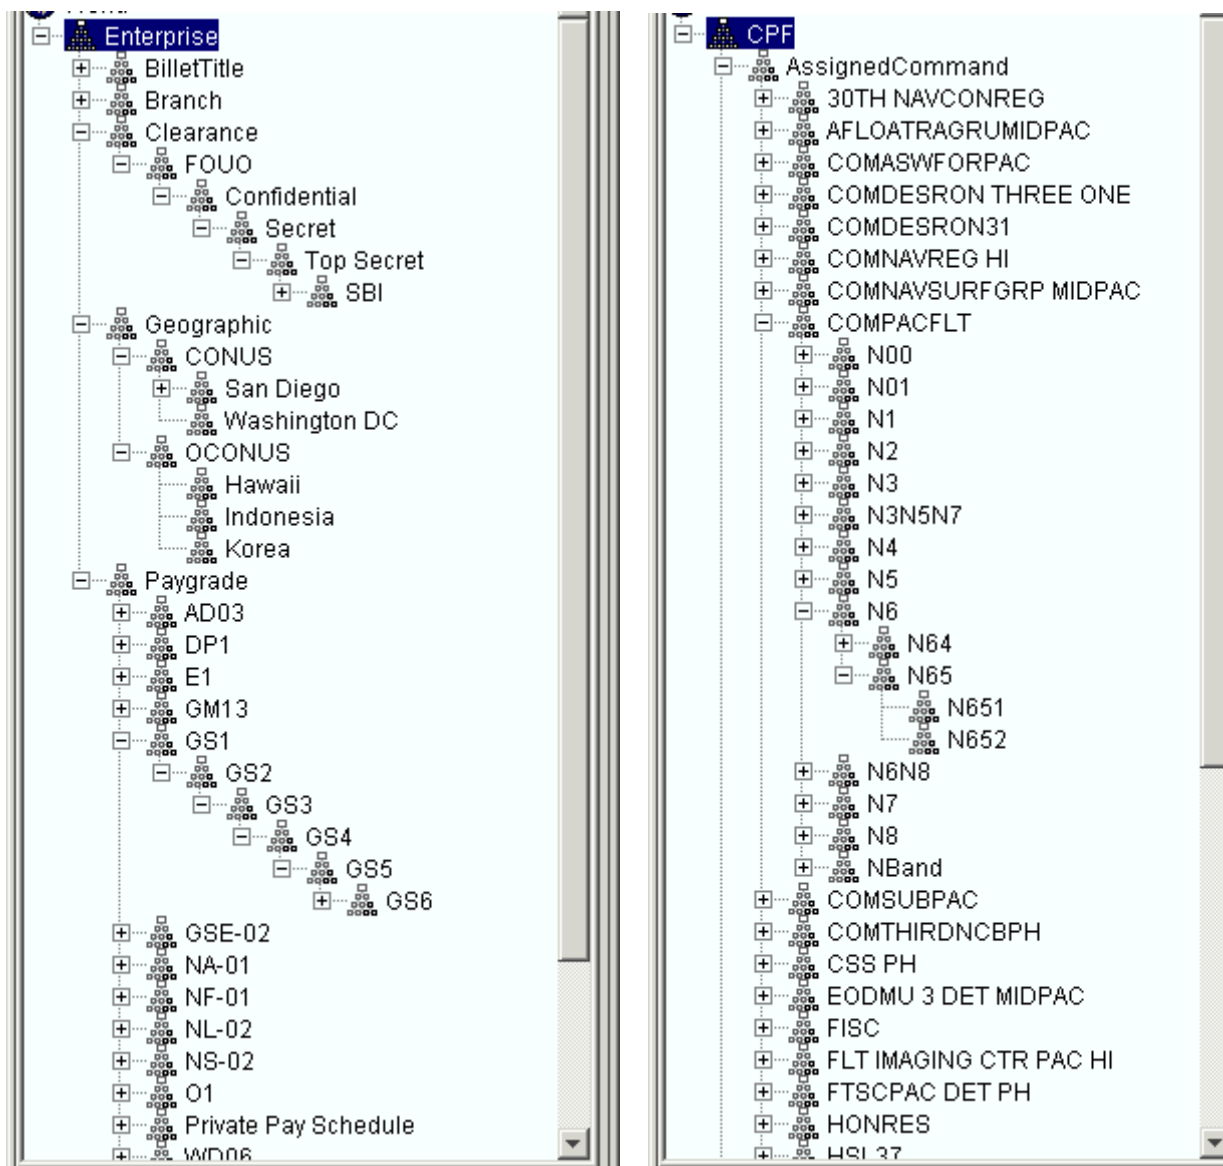 Enterprise
BilletTitle
Branch
Clearance
FOUO
Confidential
Secret
Top Secret
SBI
Geographic
CONUS
San Diego
Washington DC
OCONUS
Hawaii
Indonesia
Korea
Paygrade
AD03
DP1
E1
GM13
GS1
GS2
GS3
GS4
GS5
GS6
GSE-02
NA-01
NF-01
NL-02
NS-02
O1
Private Pay Schedule
WD06
CPF
AssignedCommand
30TH NAVCONREG
AFLOATRAGRUMIDPAC
COMASWFORPAC
COMDESRON THREE ONE
COMDESRON31
COMNAVREG HI
COMNAVSURFGRP MIDPAC
COMPACFLT
N00
N01
N1
N2
N3
N3N5N7
N4
N5
N6
N64
N65
N651
N652
N6N8
N7
N8
NBand
COMSUBPAC
COMTHIRDNCBPH
CSS PH
EODMU 3 DET MIDPAC
FISC
FLT IMAGING CTR PAC HI
FTSCPAC DET PH
HONRES
HSL37